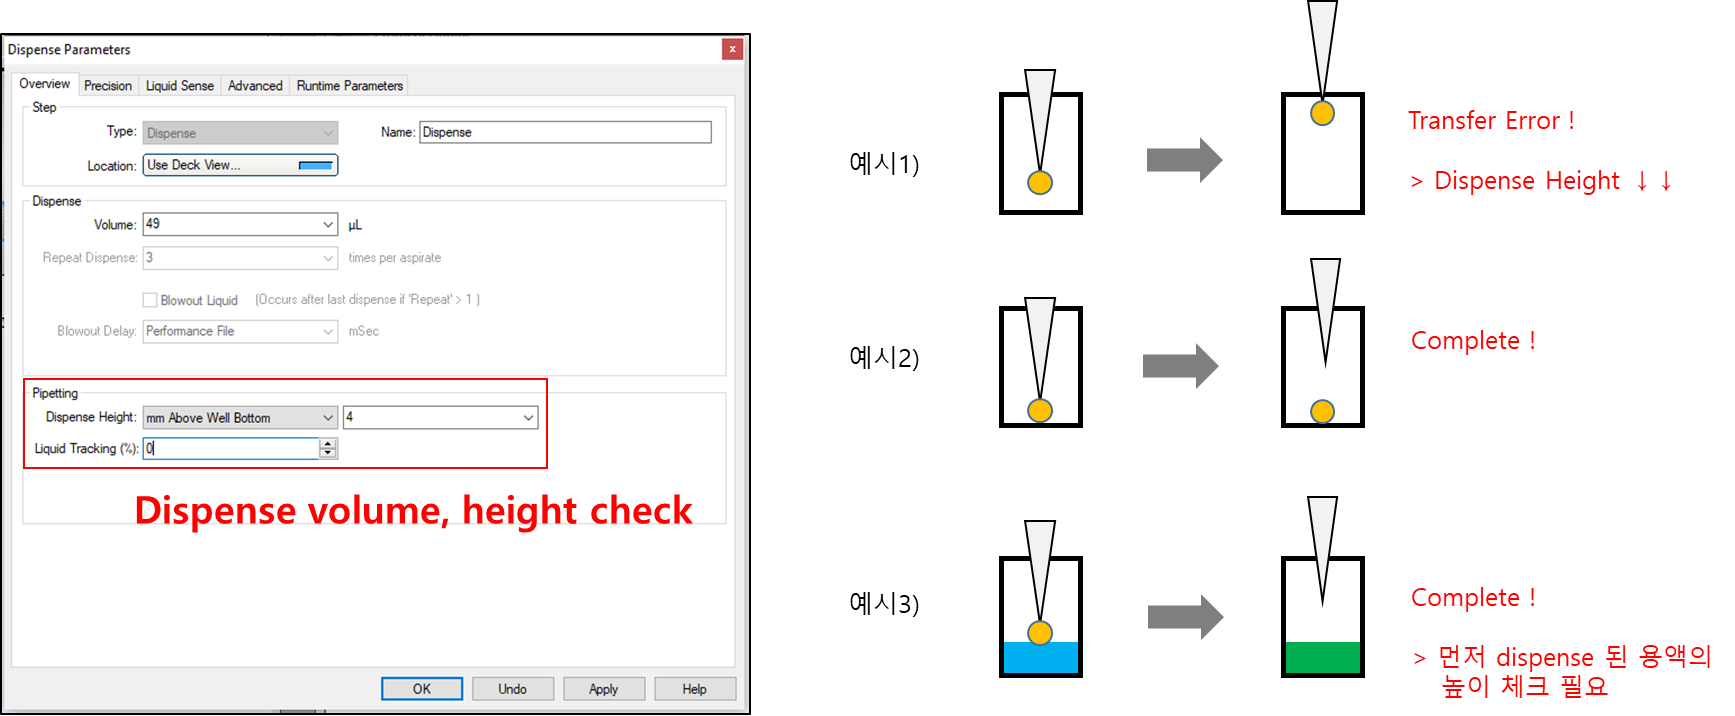 Dispense Parameters
x
Overview Precision Liquid Sense Advanced Runtime Parameters
Step
Type: Dispense Name: Dispense
Location: Use Deck View...
Dispense
Volume: 49 µL
Repeat Dispense: 3 times per aspirate
Blowout Liquid (Occurs after last dispense if 'Repeat' > 1 )
Blowout Delay: Performance File mSec
Pipetting
Dispense Height: mm Above Well Bottom 4
Liquid Tracking (%): 0
Dispense volume, height check
OK Undo Apply Help
예시1)
Transfer Error !
> Dispense Height ↓↓
예시2)
Complete !
예시3)
Complete !
> 먼저 dispense 된 용액의
높이 체크 필요